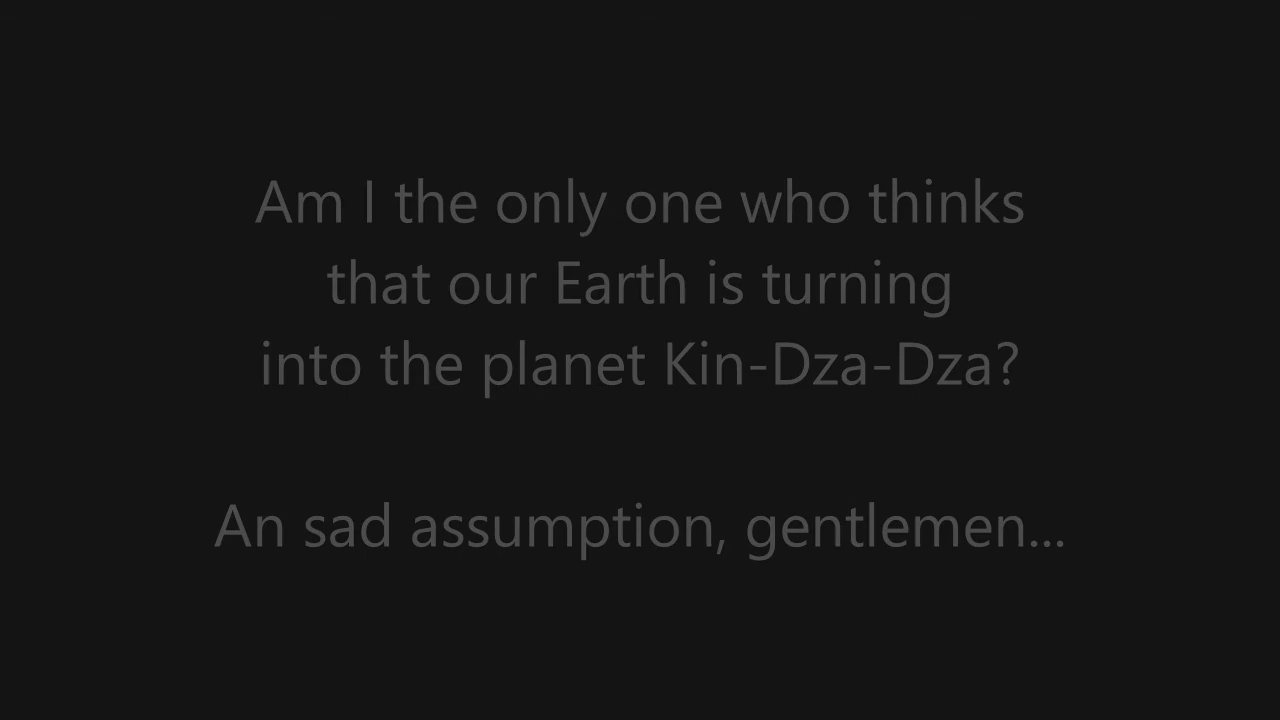 Am I the only one who thinks
that our Earth is turning
into the planet Kin-Dza-Dza?
An sad assumption, gentlemen...